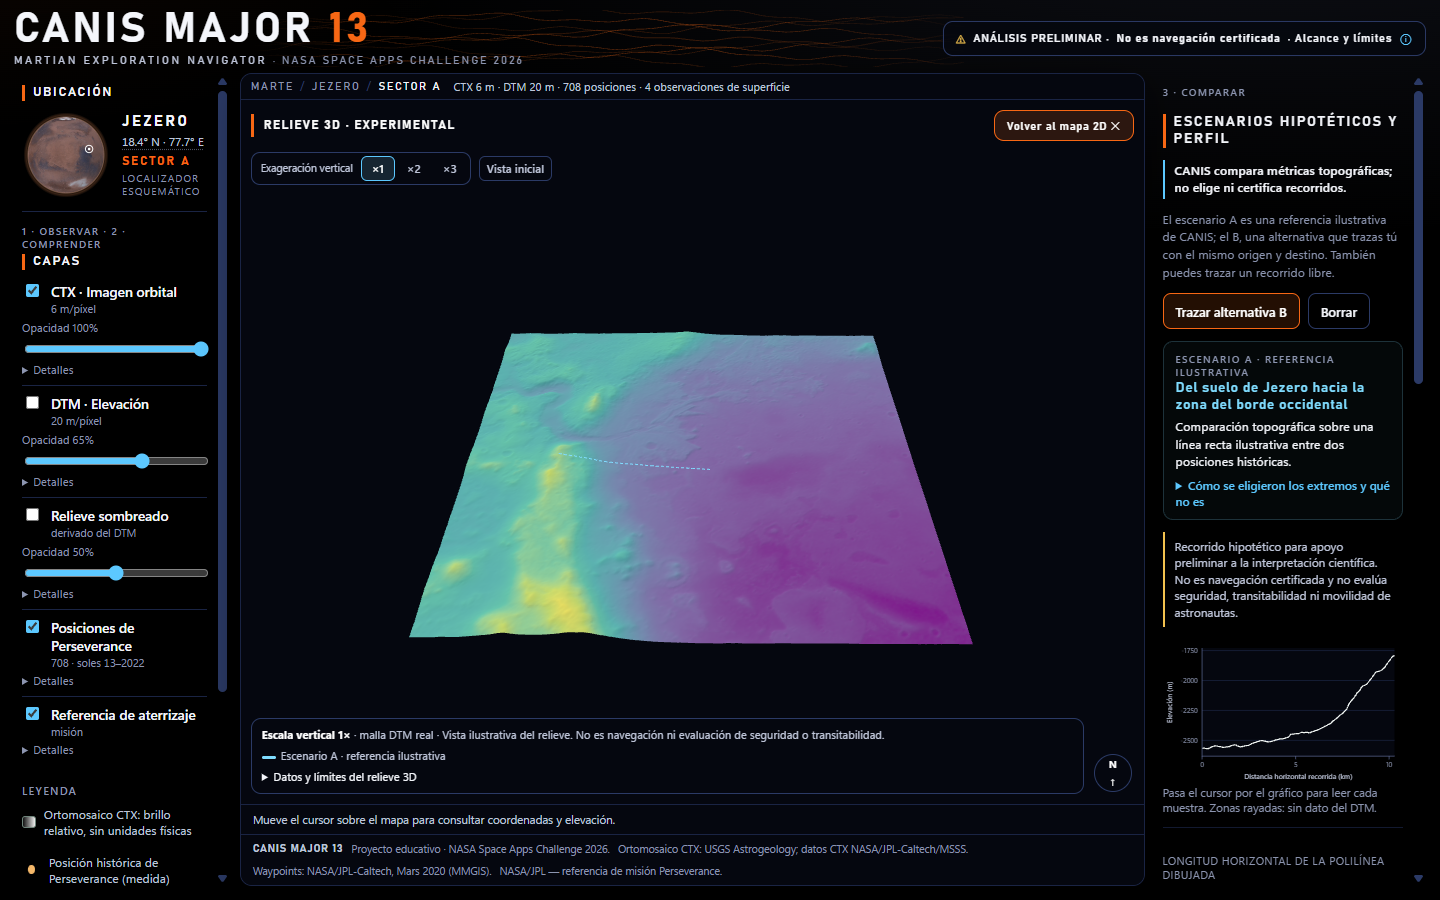 CANIS MAJOR 13
MARTIAN EXPLORATION NAVIGATOR · NASA SPACE APPS CHALLENGE 2026
⚠ ANÁLISIS PRELIMINAR · No es navegación certificada · Alcance y límites ⓘ
UBICACIÓN
JEZERO
18.4° N · 77.7° E
SECTOR A
LOCALIZADOR
ESQUEMÁTICO
1 · OBSERVAR · 2 ·
COMPRENDER
CAPAS
CTX · Imagen orbital
6 m/píxel
Opacidad 100%
▶ Detalles
DTM · Elevación
20 m/píxel
Opacidad 65%
▶ Detalles
Relieve sombreado
derivado del DTM
Opacidad 50%
▶ Detalles
Posiciones de
Perseverance
708 · soles 13–2022
▶ Detalles
Referencia de aterrizaje
misión
▶ Detalles
LEYENDA
Ortomosaico CTX: brillo
relativo, sin unidades físicas
Posición histórica de
Perseverance (medida)
MARTE / JEZERO / SECTOR A CTX 6 m · DTM 20 m · 708 posiciones · 4 observaciones de superficie
RELIEVE 3D · EXPERIMENTAL
Volver al mapa 2D ✕
Exageración vertical ×1 ×2 ×3 Vista inicial
Escala vertical 1× · malla DTM real · Vista ilustrativa del relieve. No es navegación ni evaluación de seguridad o transitabilidad.
Escenario A · referencia ilustrativa
▶ Datos y límites del relieve 3D
N
↑
Mueve el cursor sobre el mapa para consultar coordenadas y elevación.
CANIS MAJOR 13 Proyecto educativo · NASA Space Apps Challenge 2026. Ortomosaico CTX: USGS Astrogeology; datos CTX NASA/JPL-Caltech/MSSS.
Waypoints: NASA/JPL-Caltech, Mars 2020 (MMGIS). NASA/JPL — referencia de misión Perseverance.
3 · COMPARAR
ESCENARIOS HIPOTÉTICOS Y
PERFIL
CANIS compara métricas topográficas;
no elige ni certifica recorridos.
El escenario A es una referencia ilustrativa
de CANIS; el B, una alternativa que trazas tú
con el mismo origen y destino. También
puedes trazar un recorrido libre.
Trazar alternativa B Borrar
ESCENARIO A · REFERENCIA
ILUSTRATIVA
Del suelo de Jezero hacia la
zona del borde occidental
Comparación topográfica sobre una
línea recta ilustrativa entre dos
posiciones históricas.
▶ Cómo se eligieron los extremos y qué
no es
Recorrido hipotético para apoyo
preliminar a la interpretación científica.
No es navegación certificada y no evalúa
seguridad, transitabilidad ni movilidad de
astronautas.
-1750
-2000
-2250
-2500
Elevación (m)
0 5 10
Distancia horizontal recorrida (km)
Pasa el cursor por el gráfico para leer cada
muestra. Zonas rayadas: sin dato del DTM.
LONGITUD HORIZONTAL DE LA POLILÍNEA
DIBUJADA